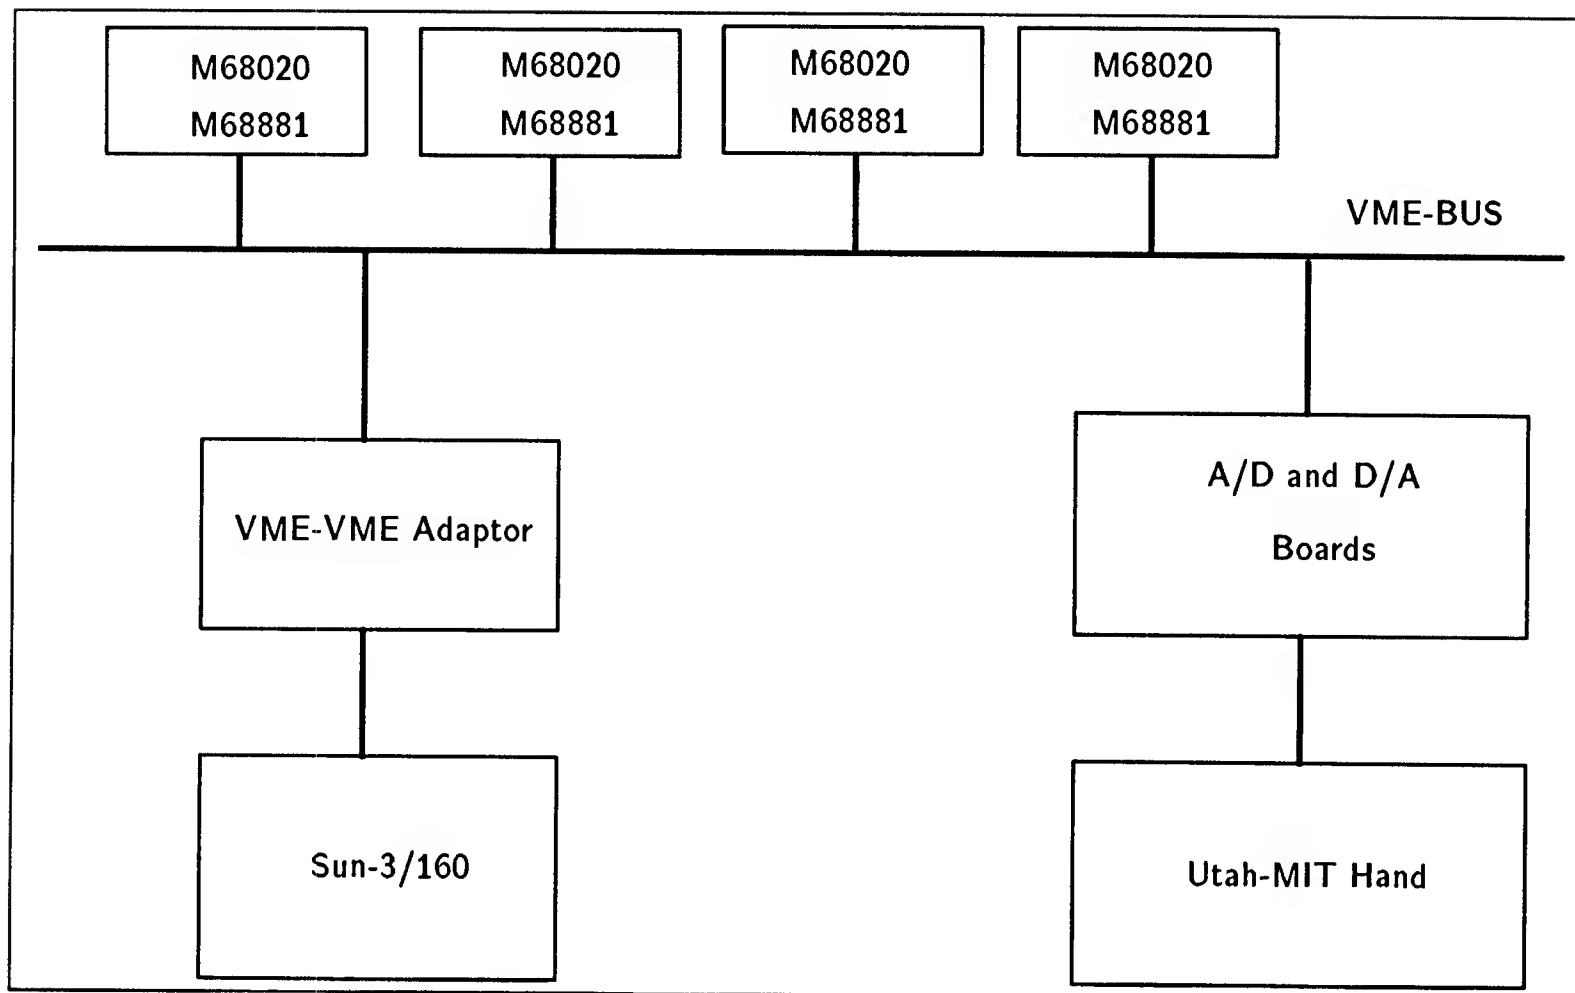 M68020
M68881
M68020
M68881
M68020
M68881
M68020
M68881
VME-BUS
VME-VME Adaptor
A/D and D/A
Boards
Sun-3/160
Utah-MIT Hand